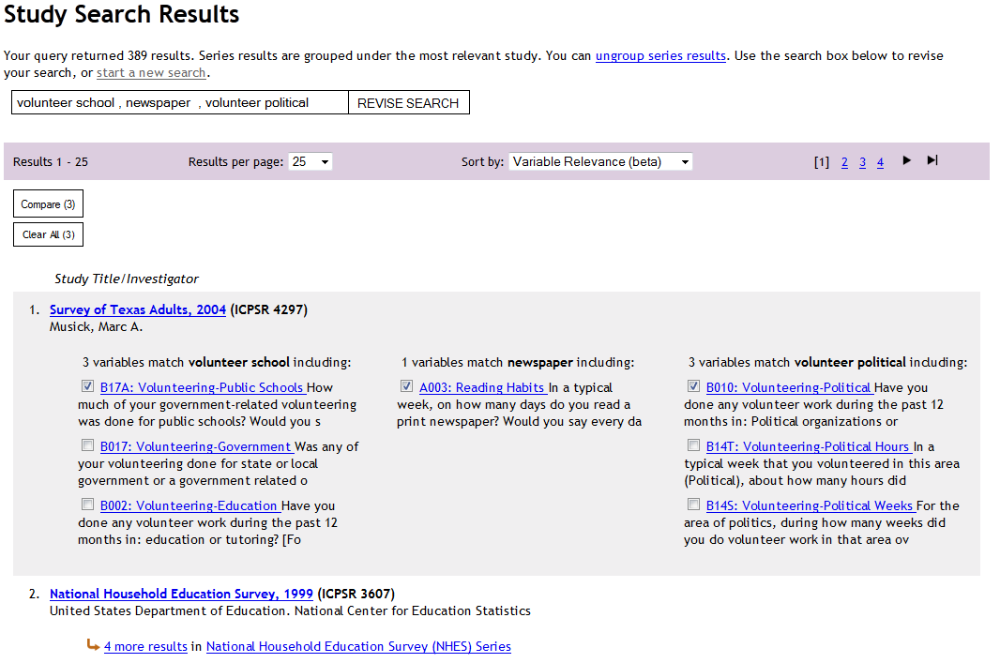 Study Search Results
Your query returned 389 results. Series results are grouped under the most relevant study. You can ungroup series results. Use the search box below to revise
your search, or start a new search.
volunteer school , newspaper , volunteer political REVISE SEARCH
Results 1 - 25 Results per page: 25 Sort by: Variable Relevance (beta) [1] 2 3 4
Compare (3)
Clear All (3)
Study Title/Investigator
1. Survey of Texas Adults, 2004 (ICPSR 4297)
Musick, Marc A.
3 variables match volunteer school including:
B17A: Volunteering-Public Schools How
much of your government-related volunteering
was done for public schools? Would you s
B017: Volunteering-Government Was any of
your volunteering done for state or local
government or a government related o
B002: Volunteering-Education Have you
done any volunteer work during the past 12
months in: education or tutoring? [Fo
1 variables match newspaper including:
A003: Reading Habits In a typical
week, on how many days do you read a
print newspaper? Would you say every da
3 variables match volunteer political including:
B010: Volunteering-Political Have you
done any volunteer work during the past 12
months in: Political organizations or
B14T: Volunteering-Political Hours In a
typical week that you volunteered in this area
(Political), about how many hours did
B14S: Volunteering-Political Weeks For the
area of politics, during how many weeks did
you do volunteer work in that area ov
2. National Household Education Survey, 1999 (ICPSR 3607)
United States Department of Education. National Center for Education Statistics
4 more results in National Household Education Survey (NHES) Series